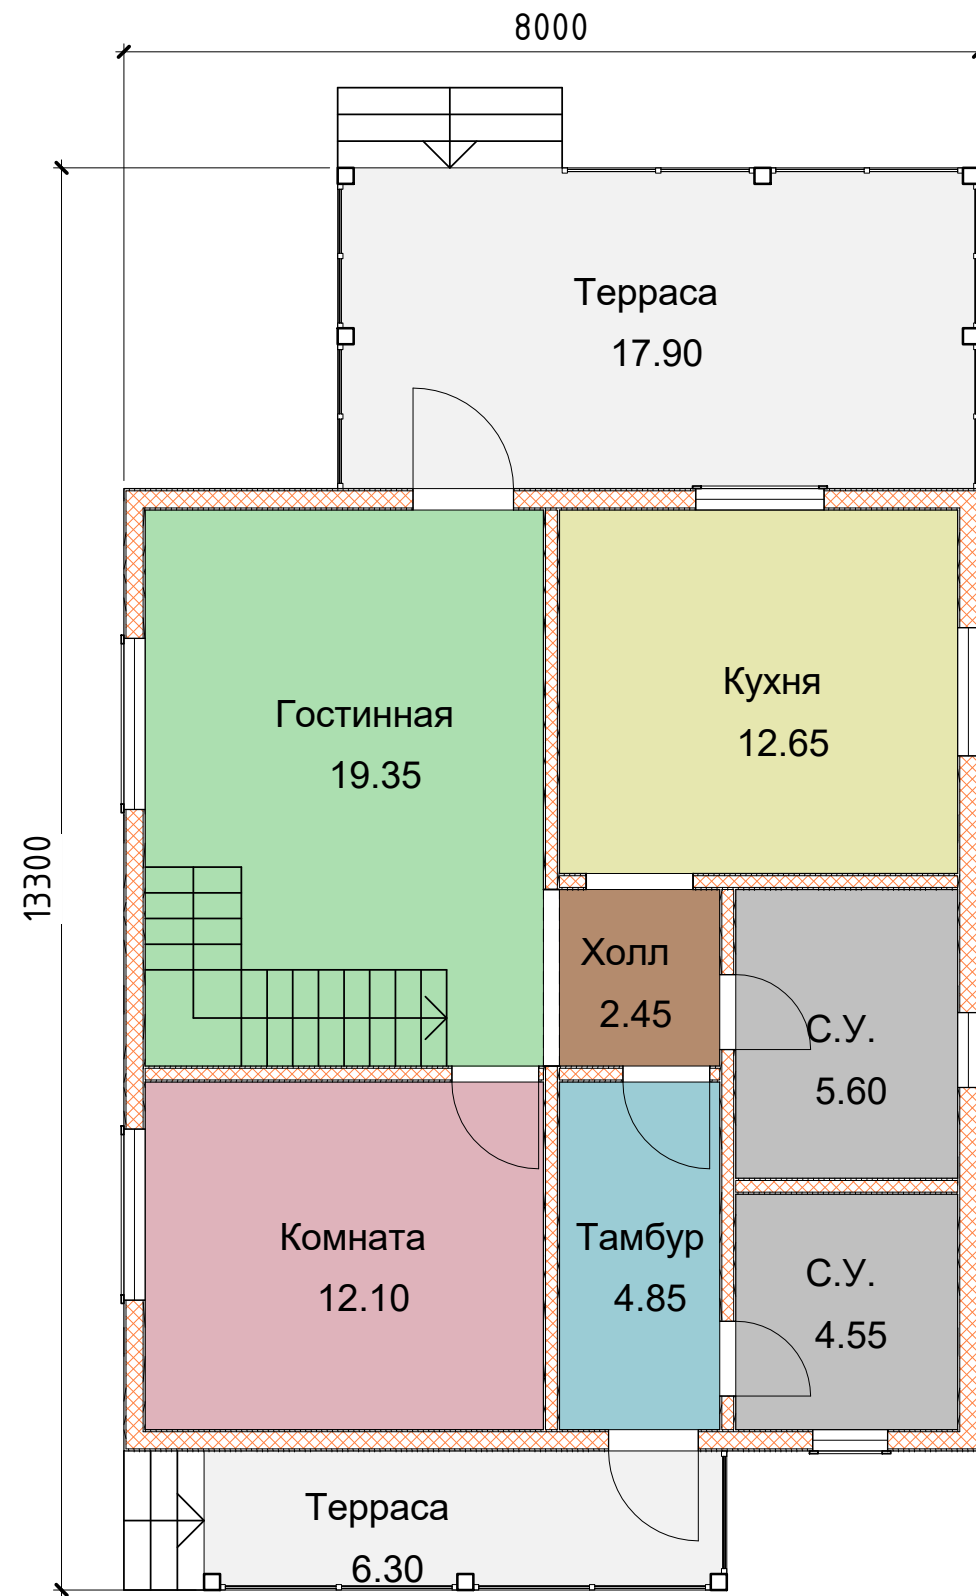 8000
Терраса
17.90
Кухня
12.65
Гостинная
19.35
13300
Холл
2.45
С.У.
5.60
Комната
12.10
Тамбур
4.85
С.У.
4.55
Терраса
6.30